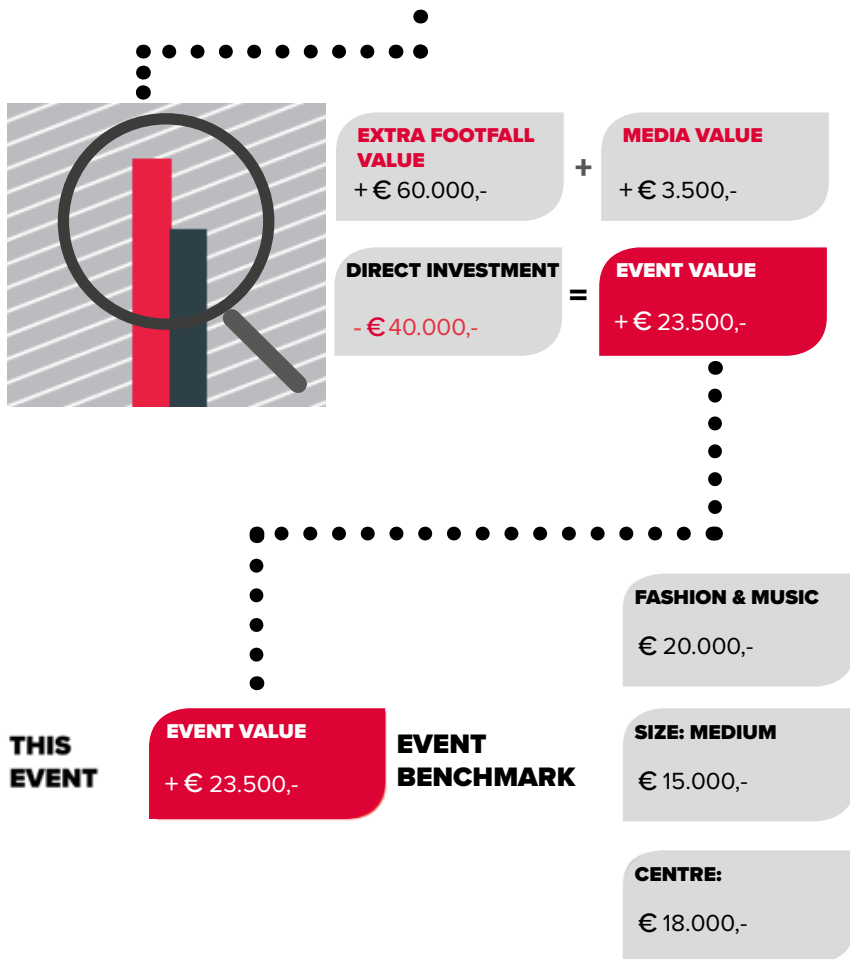 EXTRA FOOTFALL
VALUE
+ € 60.000,-
+
MEDIA VALUE
+ € 3.500,-
DIRECT INVESTMENT
- € 40.000,-
=
EVENT VALUE
+ € 23.500,-
THIS
EVENT
EVENT VALUE
+ € 23.500,-
EVENT
BENCHMARK
FASHION & MUSIC
€ 20.000,-
SIZE: MEDIUM
€ 15.000,-
CENTRE:
€ 18.000,-